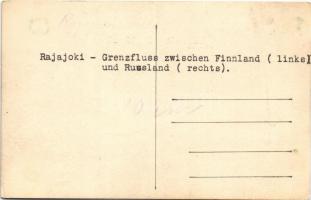 Rajajoki - Grenzfluss zwischen Finnland ( links)
und Russland ( rechts).